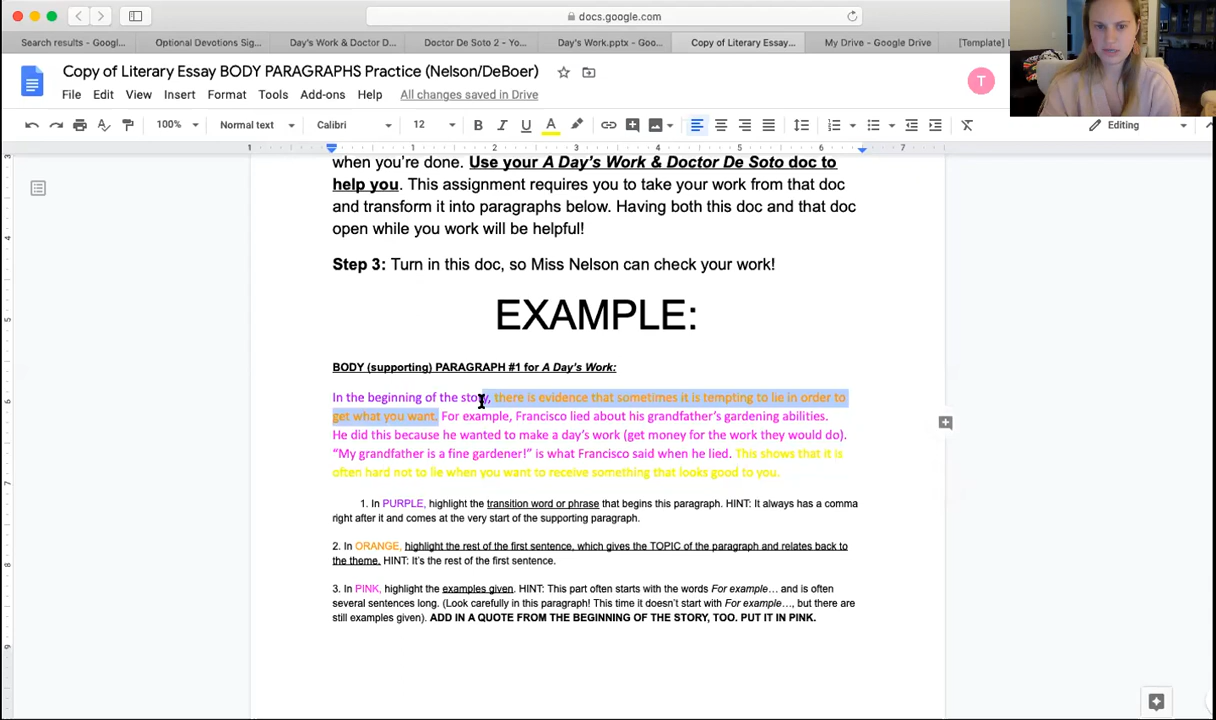 docs.google.com
Search results - Googl...
Optional Devotions Sig...
Day's Work & Doctor D...
Doctor De Soto 2 - Yo...
Day's Work.pptx - Goo...
Copy of Literary Essay...
My Drive - Google Drive
[Template] L
Copy of Literary Essay BODY PARAGRAPHS Practice (Nelson/DeBoer)
T
File Edit View Insert Format Tools Add-ons Help All changes saved in Drive
100% Normal text Calibri 12 B I U A Editing
1 1 2 3 4 5 6 7
when you're done. Use your A Day's Work & Doctor De Soto doc to
help you. This assignment requires you to take your work from that doc
and transform it into paragraphs below. Having both this doc and that doc
open while you work will be helpful!
Step 3: Turn in this doc, so Miss Nelson can check your work!
EXAMPLE:
BODY (supporting) PARAGRAPH #1 for A Day's Work:
In the beginning of the story, there is evidence that sometimes it is tempting to lie in order to
get what you want. For example, Francisco lied about his grandfather's gardening abilities.
He did this because he wanted to make a day's work (get money for the work they would do).
“My grandfather is a fine gardener!” is what Francisco said when he lied. This shows that it is
often hard not to lie when you want to receive something that looks good to you.
1. In PURPLE, highlight the transition word or phrase that begins this paragraph. HINT: It always has a comma
right after it and comes at the very start of the supporting paragraph.
2. In ORANGE, highlight the rest of the first sentence, which gives the TOPIC of the paragraph and relates back to
the theme. HINT: It's the rest of the first sentence.
3. In PINK, highlight the examples given. HINT: This part often starts with the words For example… and is often
several sentences long. (Look carefully in this paragraph! This time it doesn't start with For example…, but there are
still examples given). ADD IN A QUOTE FROM THE BEGINNING OF THE STORY, TOO. PUT IT IN PINK.
3
4
5
6
7
8
9